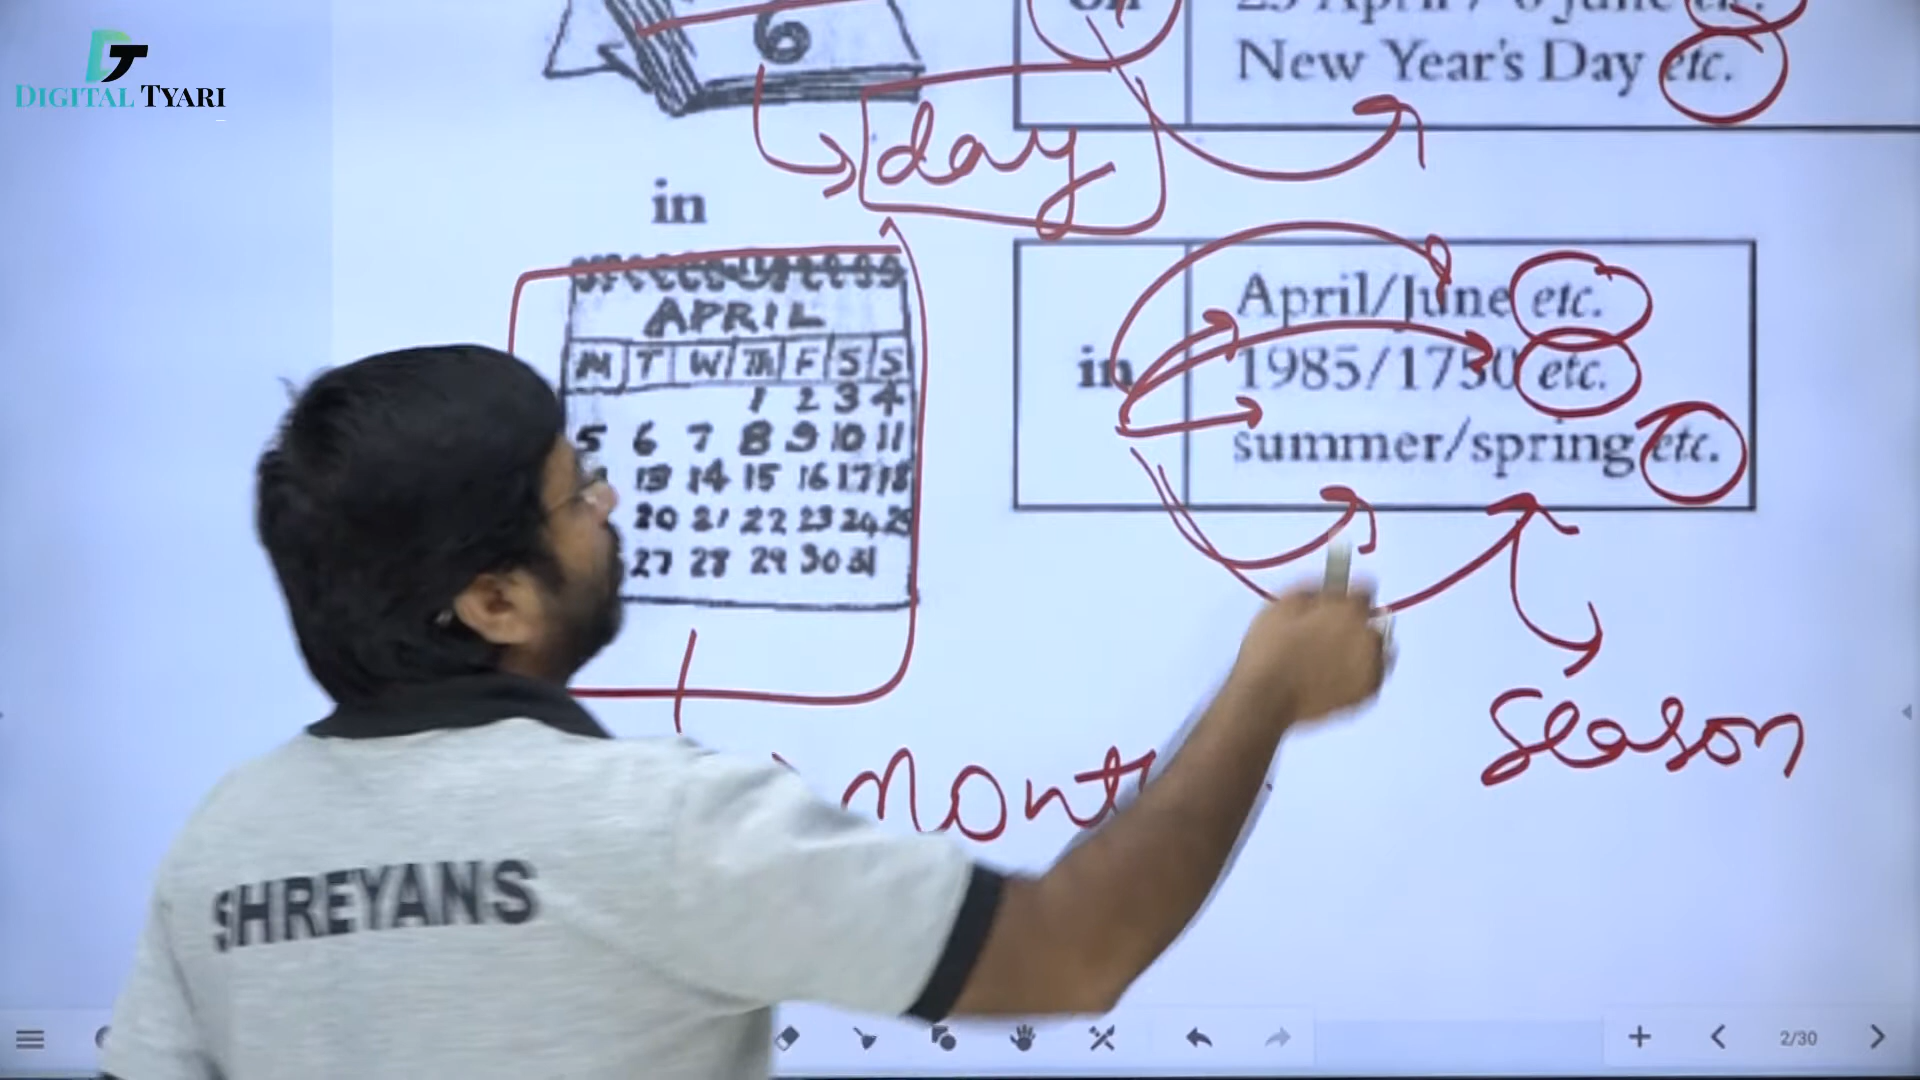 DT
DIGITAL TYARI
6
on
New Year's Day etc.
day
in
APRIL
M T W Th F S S
1 2 3 4
5 6 7 8 9 10 11
13 14 15 16 17 18
20 21 22 23 24 25
27 28 29 30 31
in
April/June etc.
1985/1750 etc.
summer/spring etc.
season
SHREYANS
2/30